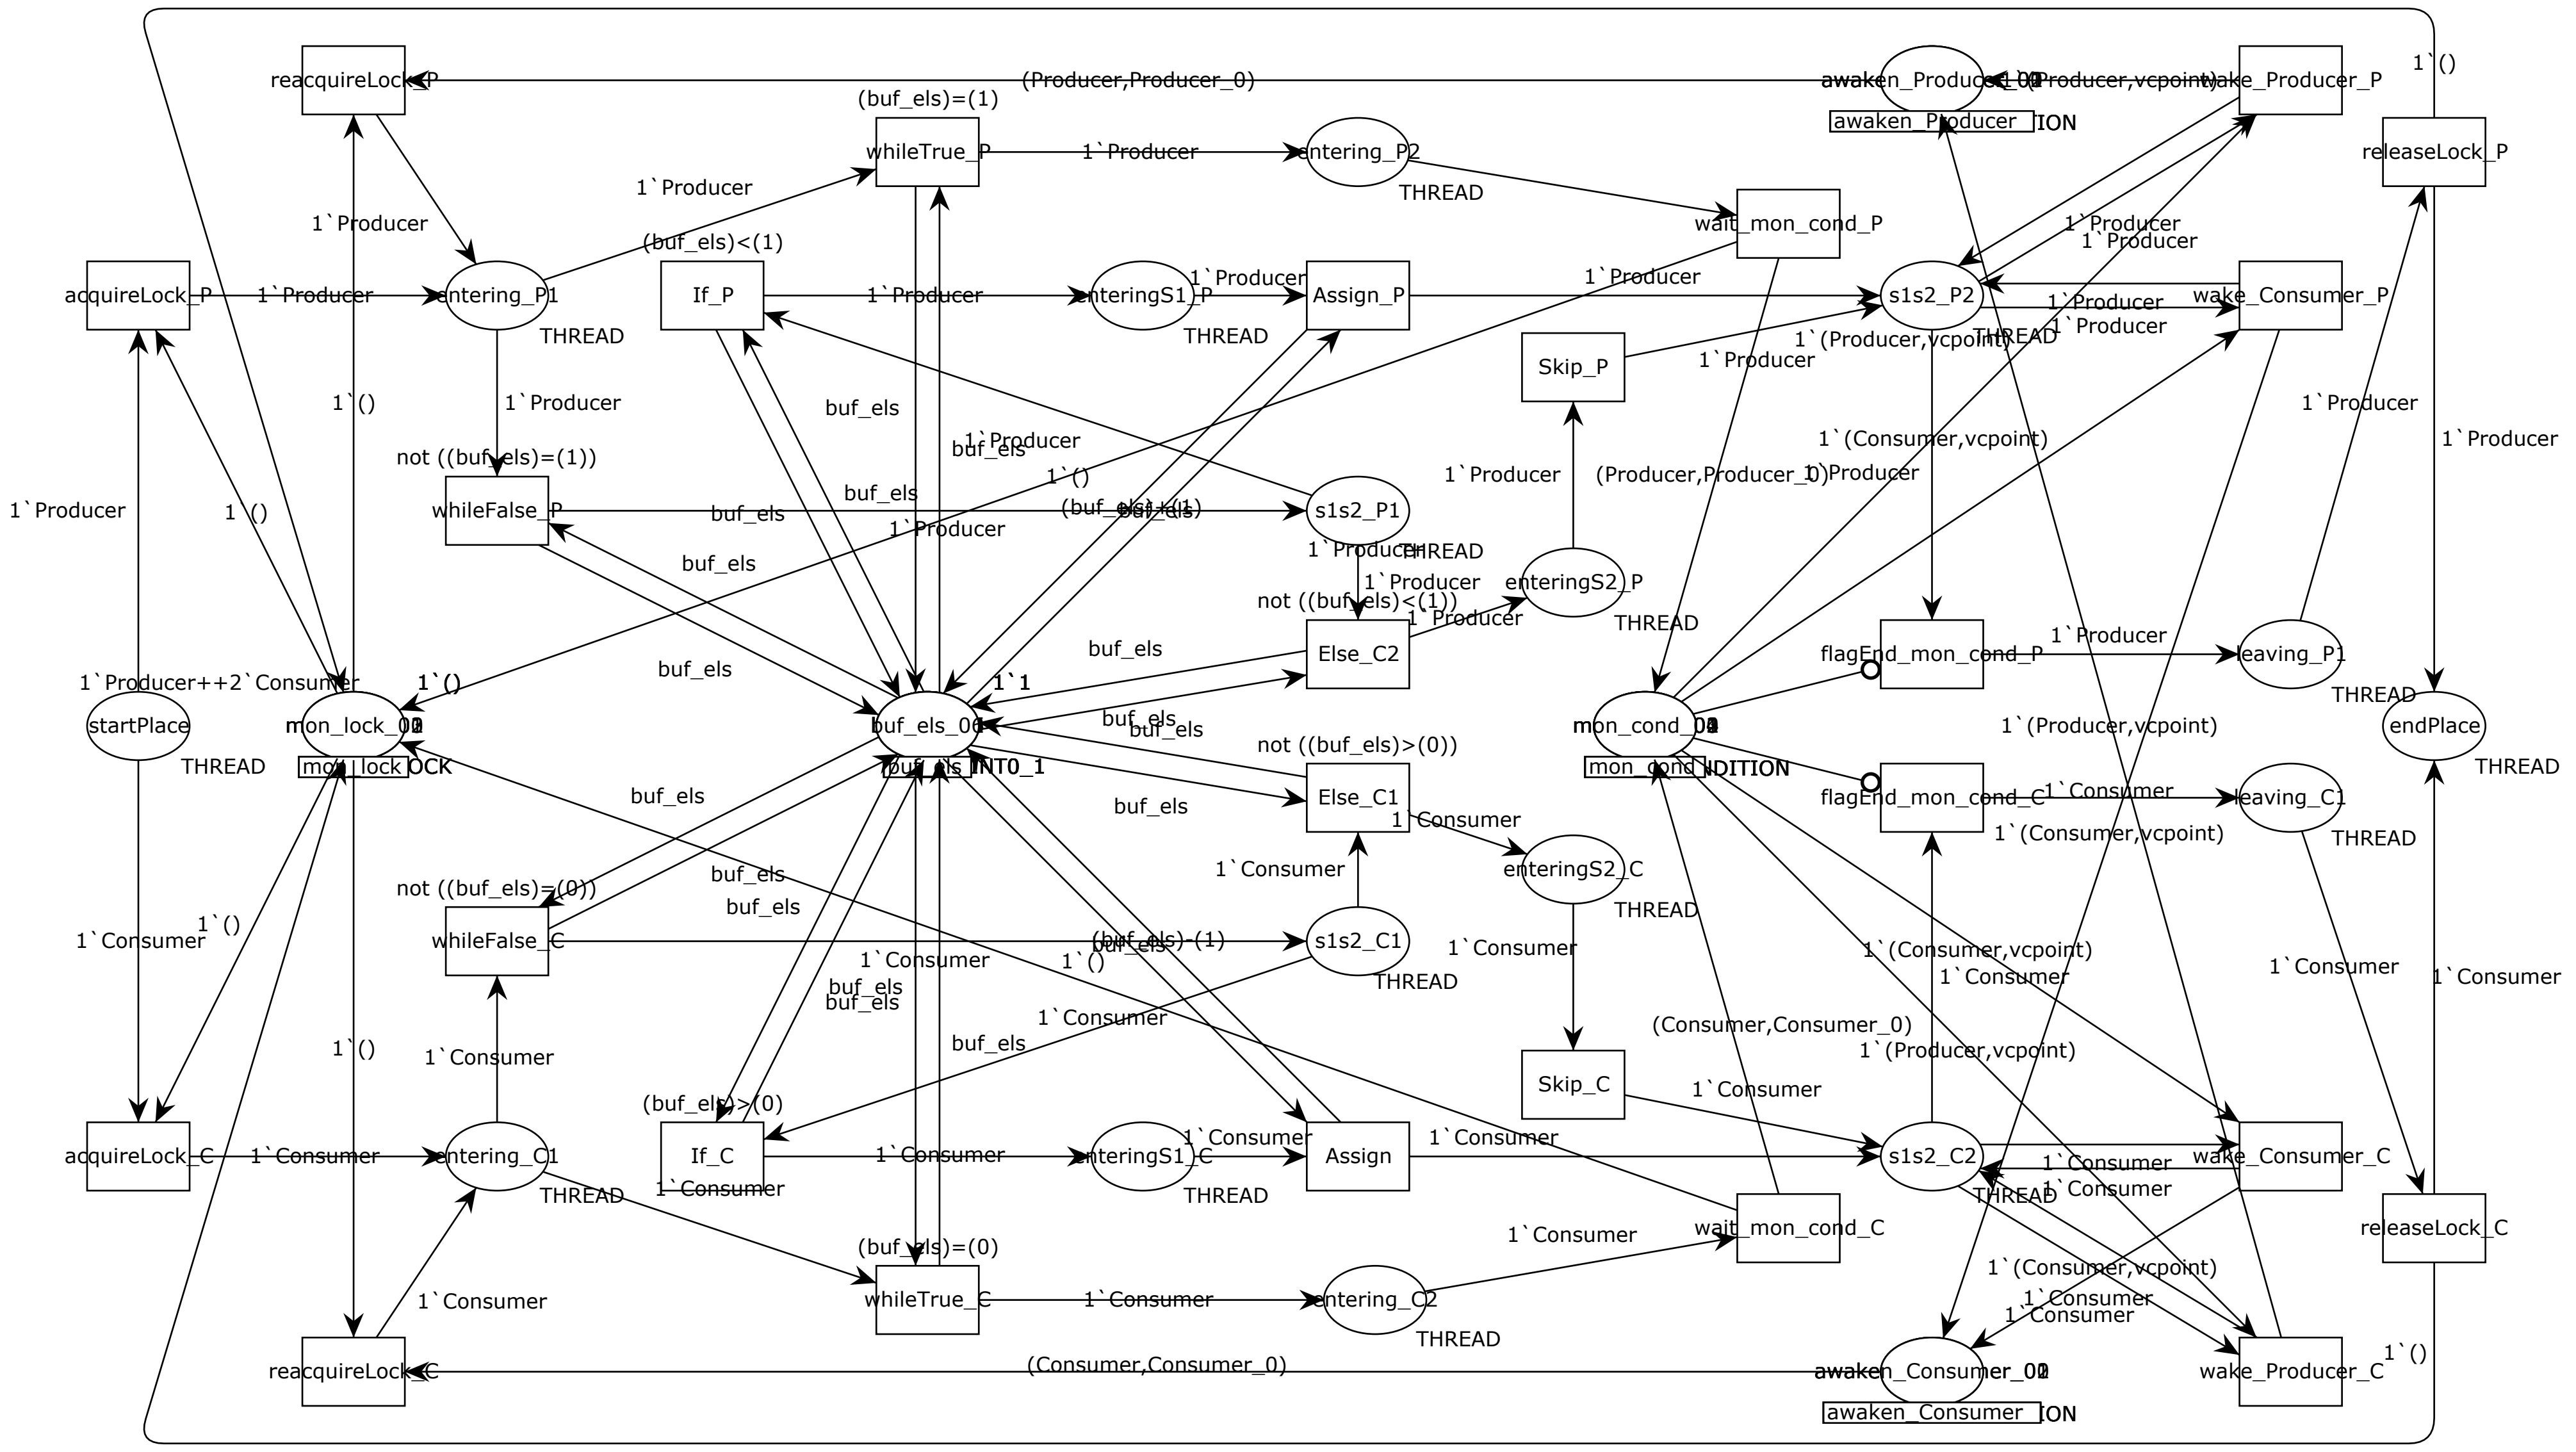 1`()
reacquireLock_P
(Producer,Producer_0)
1`(Producer,vcpoint)
wake_Producer_P
(buf_els)=(1)
awaken_Producer
whileTrue_P
1`Producer
entering_P2
releaseLock_P
1`Producer
THREAD
1`Producer
wait_mon_cond_P
1`Producer
(buf_els)<(1)
1`Producer
1`Producer
1`Producer
acquireLock_P
1`Producer
entering_P1
If_P
1`Producer
enteringS1_P
Assign_P
s1s2_P2
wake_Consumer_P
1`Producer
THREAD
THREAD
1`(Producer,vcpoint)
THREAD
1`Producer
1`Producer
Skip_P
1`()
1`Producer
buf_els
1`Producer
1`Producer
buf_els
1`(Consumer,vcpoint)
1`Producer
not ((buf_els)=(1))
1`()
1`Producer
(Producer,Producer_0)
1`Producer
buf_els
1`Producer
1`()
whileFalse_P
buf_els
1`Producer
(buf_els)+(1)
buf_els
s1s2_P1
1`Producer
THREAD
buf_els
1`Producer
enteringS2_P
not ((buf_els)<(1))
1`Producer
THREAD
buf_els
Else_C2
1`Producer
flagEnd_mon_cond_P
leaving_P1
buf_els
1`Producer++2`Consumer
1`()
1`1
THREAD
startPlace
buf_els
buf_els
1`(Producer,vcpoint)
endPlace
THREAD
mon_lock
buf_els
INT0_1
not ((buf_els)>(0))
mon_cond
THREAD
buf_els
buf_els
Else_C1
flagEnd_mon_cond_C
1`Consumer
leaving_C1
1`Consumer
1`(Consumer,vcpoint)
THREAD
buf_els
not ((buf_els)=(0))
1`Consumer
enteringS2_C
buf_els
THREAD
1`()
1`Consumer
whileFalse_C
(buf_els)-(1)
buf_els
s1s2_C1
1`Consumer
1`(Consumer,vcpoint)
1`Consumer
1`()
THREAD
1`Consumer
1`Consumer
1`Consumer
buf_els
buf_els
1`Consumer
(Consumer,Consumer_0)
1`()
1`Consumer
buf_els
1`(Producer,vcpoint)
Skip_C
1`Consumer
(buf_els)>(0)
1`Consumer
1`Consumer
acquireLock_C
1`Consumer
entering_C1
If_C
1`Consumer
enteringS1_C
Assign
s1s2_C2
1`Consumer
wake_Consumer_C
THREAD
1`Consumer
THREAD
THREAD
1`Consumer
wait_mon_cond_C
releaseLock_C
(buf_els)=(0)
1`Consumer
1`(Consumer,vcpoint)
1`Consumer
whileTrue_C
1`Consumer
entering_C2
1`Consumer
1`Consumer
THREAD
1`()
reacquireLock_C
(Consumer,Consumer_0)
wake_Producer_C
awaken_Consumer